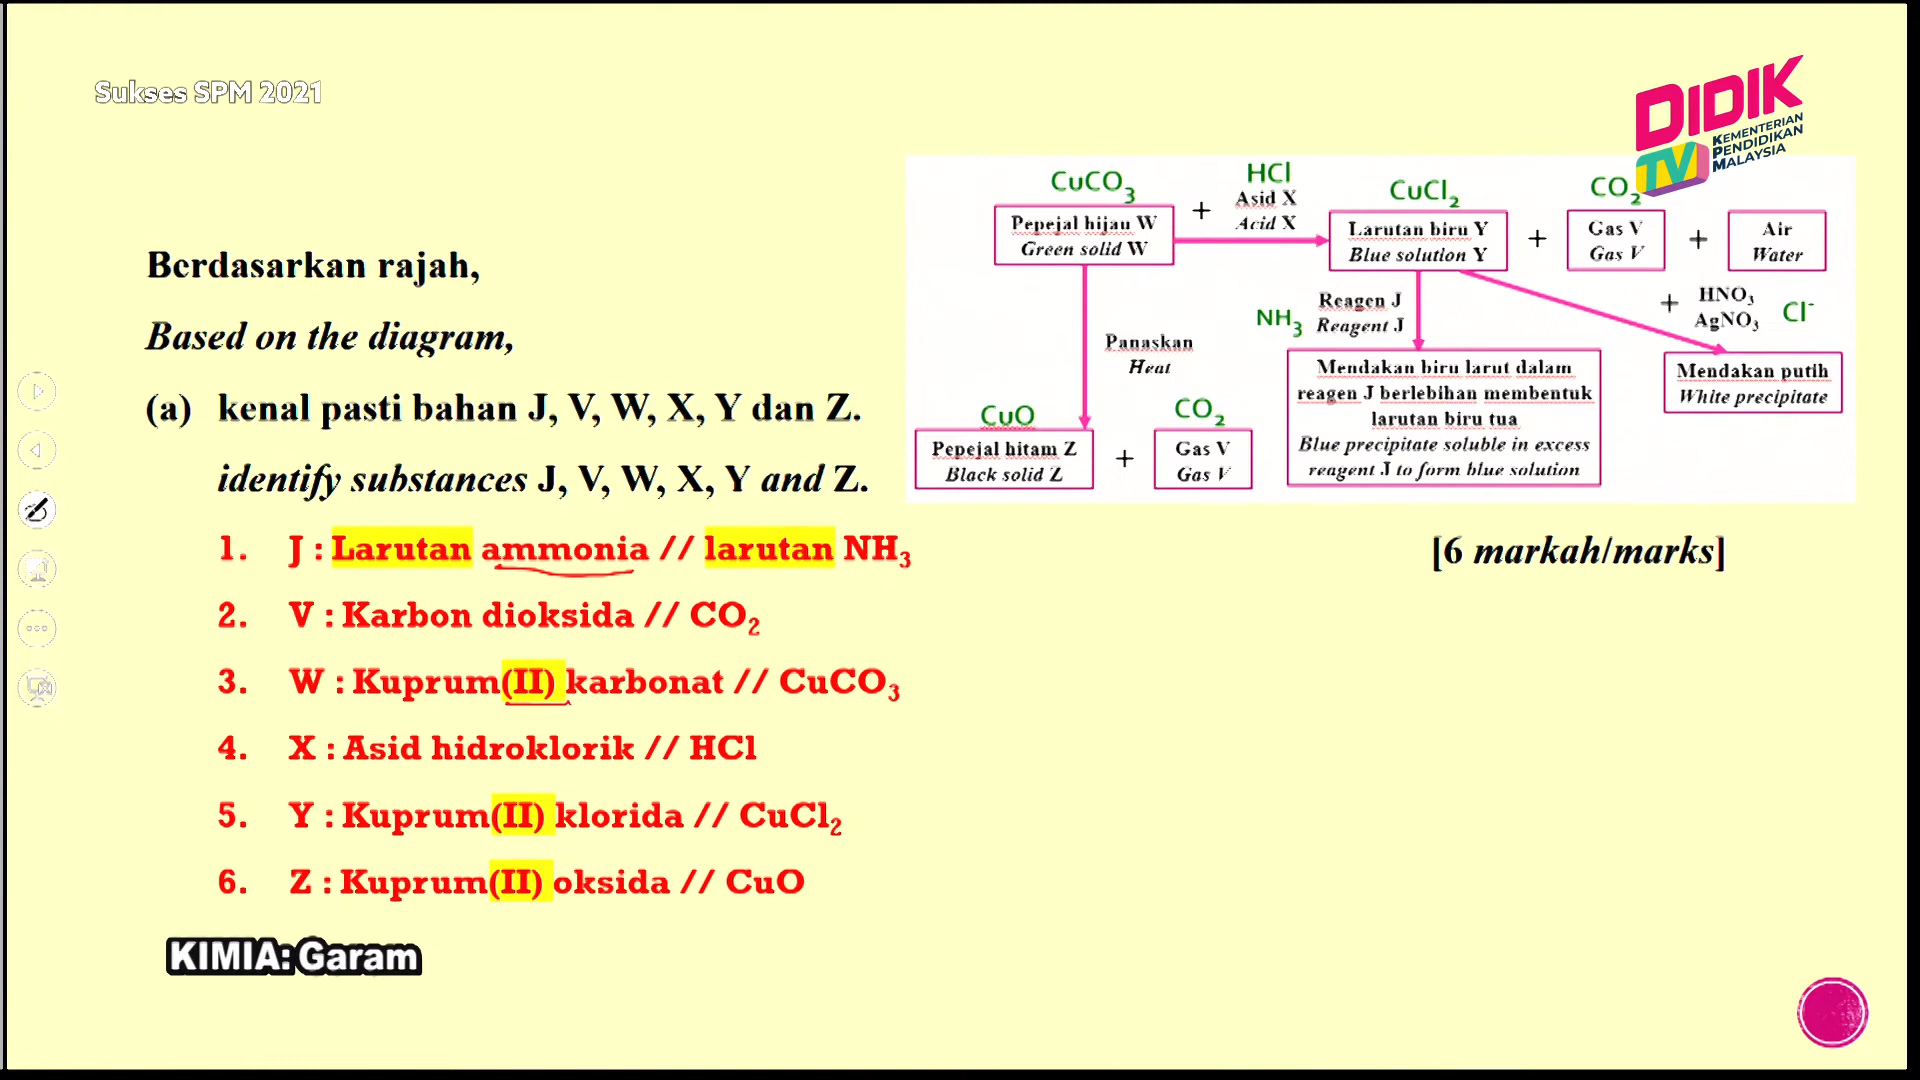 Sukses SPM 2021
DIDIK
TV
KEMENTERIAN
PENDIDIKAN
MALAYSIA
Berdasarkan rajah,
Based on the diagram,
(a) kenal pasti bahan J, V, W, X, Y dan Z.
identify substances J, V, W, X, Y and Z.
1. J : Larutan ammonia // larutan NH₃
2. V : Karbon dioksida // CO₂
3. W : Kuprum(II) karbonat // CuCO₃
4. X : Asid hidroklorik // HCl
5. Y : Kuprum(II) klorida // CuCl₂
6. Z : Kuprum(II) oksida // CuO
CuCO₃
Pepejal hijau W
Green solid W
+
HCl
Asid X
Acid X
CuCl₂
Larutan biru Y
Blue solution Y
+
CO₂
Gas V
Gas V
+
Air
Water
Panaskan
Heat
NH₃
Reagen J
Reagent J
+
HNO₃
AgNO₃
Cl⁻
CuO
Pepejal hitam Z
Black solid Z
+
CO₂
Gas V
Gas V
Mendakan biru larut dalam
reagen J berlebihan membentuk
larutan biru tua
Blue precipitate soluble in excess
reagent J to form blue solution
Mendakan putih
White precipitate
[6 markah/marks]
KIMIA: Garam